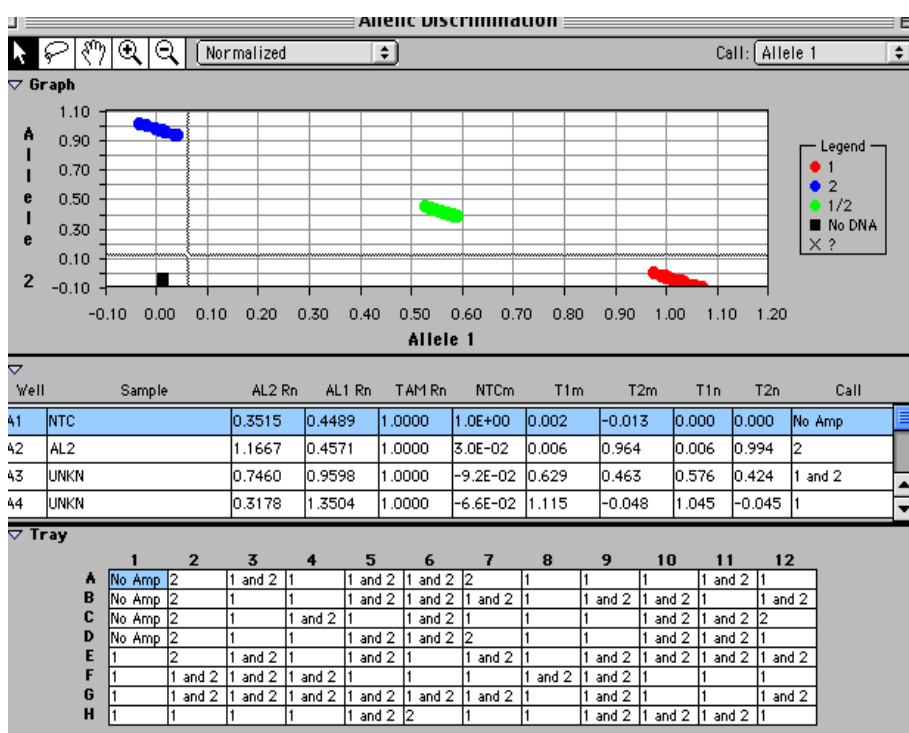 Allelic Discrimination
Normalized Call: Allele 1
Graph
1.10
0.90
0.70
0.50
0.30
0.10
-0.10
Allele 2
-0.10 0.00 0.10 0.20 0.30 0.40 0.50 0.60 0.70 0.80 0.90 1.00 1.10 1.20
Allele 1
Legend
1
2
1/2
No DNA
?
Well Sample AL2 Rn AL1 Rn TAM Rn NTCm T1m T2m T1n T2n Call
A1 NTC 0.3515 0.4489 1.0000 1.0E+00 0.002 -0.013 0.000 0.000 No Amp
A2 AL2 1.1667 0.4571 1.0000 3.0E-02 0.006 0.964 0.006 0.994 2
A3 UNKN 0.7460 0.9598 1.0000 -9.2E-02 0.629 0.463 0.576 0.424 1 and 2
A4 UNKN 0.3178 1.3504 1.0000 -6.6E-02 1.115 -0.048 1.045 -0.045 1
Tray
1 2 3 4 5 6 7 8 9 10 11 12
A No Amp 2 1 and 2 1 1 and 2 1 and 2 2 1 1 1 1 and 2 1
B No Amp 2 1 1 1 and 2 1 and 2 1 and 2 1 1 and 2 1 and 2 1 1 and 2
C No Amp 2 1 1 and 2 1 1 and 2 1 1 1 1 and 2 1 and 2 2
D No Amp 2 1 1 1 and 2 1 and 2 2 1 1 1 and 2 1 and 2 1
E 1 2 1 and 2 1 1 and 2 1 1 and 2 1 1 and 2 1 and 2 1 and 2 1 and 2
F 1 1 and 2 1 and 2 1 and 2 1 1 1 1 and 2 1 and 2 1 1 1
G 1 1 and 2 1 and 2 1 and 2 1 and 2 1 and 2 1 and 2 1 1 and 2 1 1 1 and 2
H 1 1 1 1 1 and 2 2 1 1 1 and 2 1 and 2 1 and 2 1